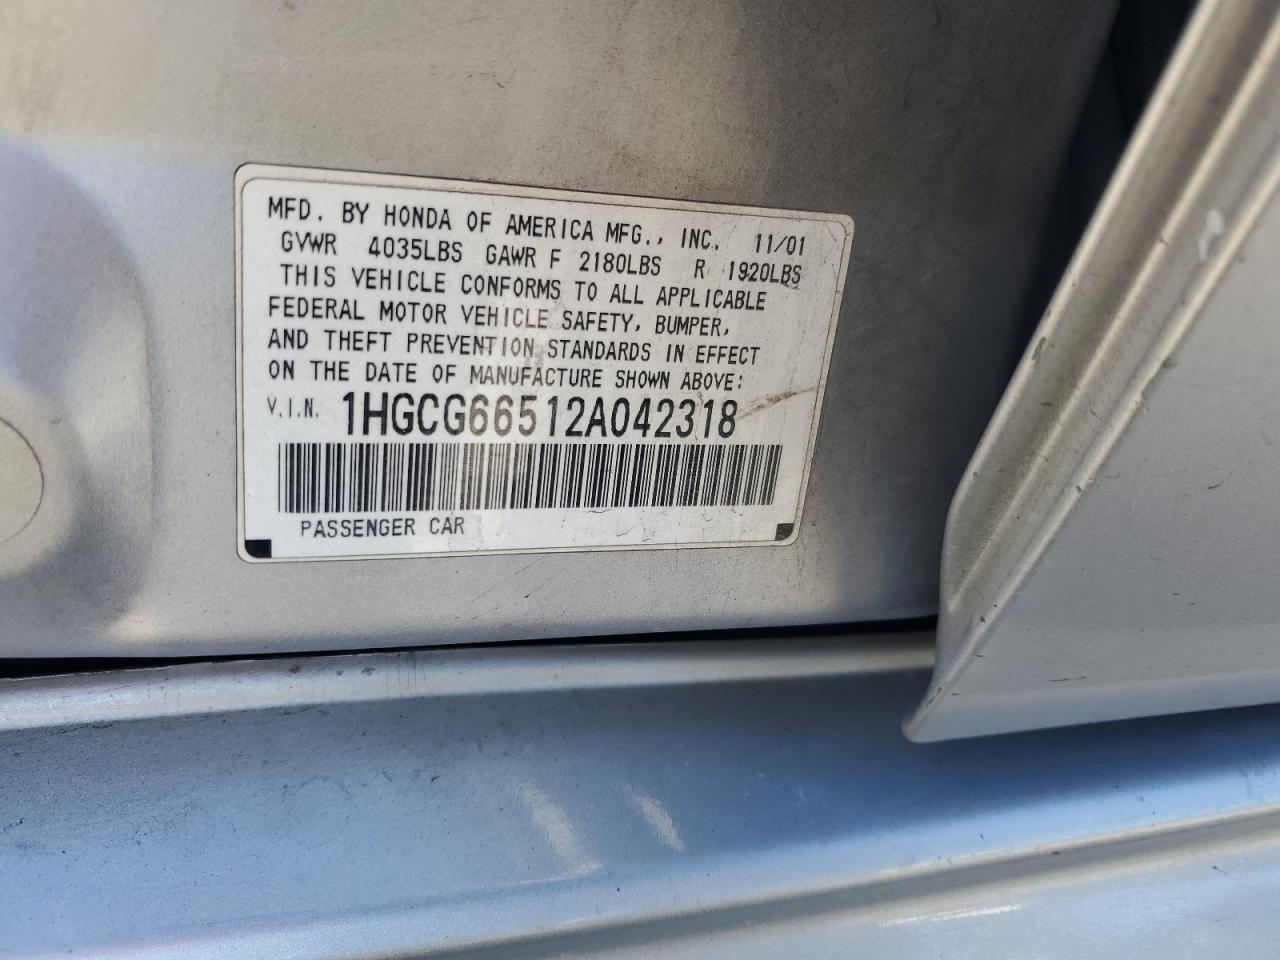 MFD. BY HONDA OF AMERICA MFG., INC. 11/01
GVWR 4035LBS GAWR F 2180LBS R 1920LBS
THIS VEHICLE CONFORMS TO ALL APPLICABLE
FEDERAL MOTOR VEHICLE SAFETY, BUMPER,
AND THEFT PREVENTION STANDARDS IN EFFECT
ON THE DATE OF MANUFACTURE SHOWN ABOVE:
V.I.N. 1HGCG66512A042318
PASSENGER CAR